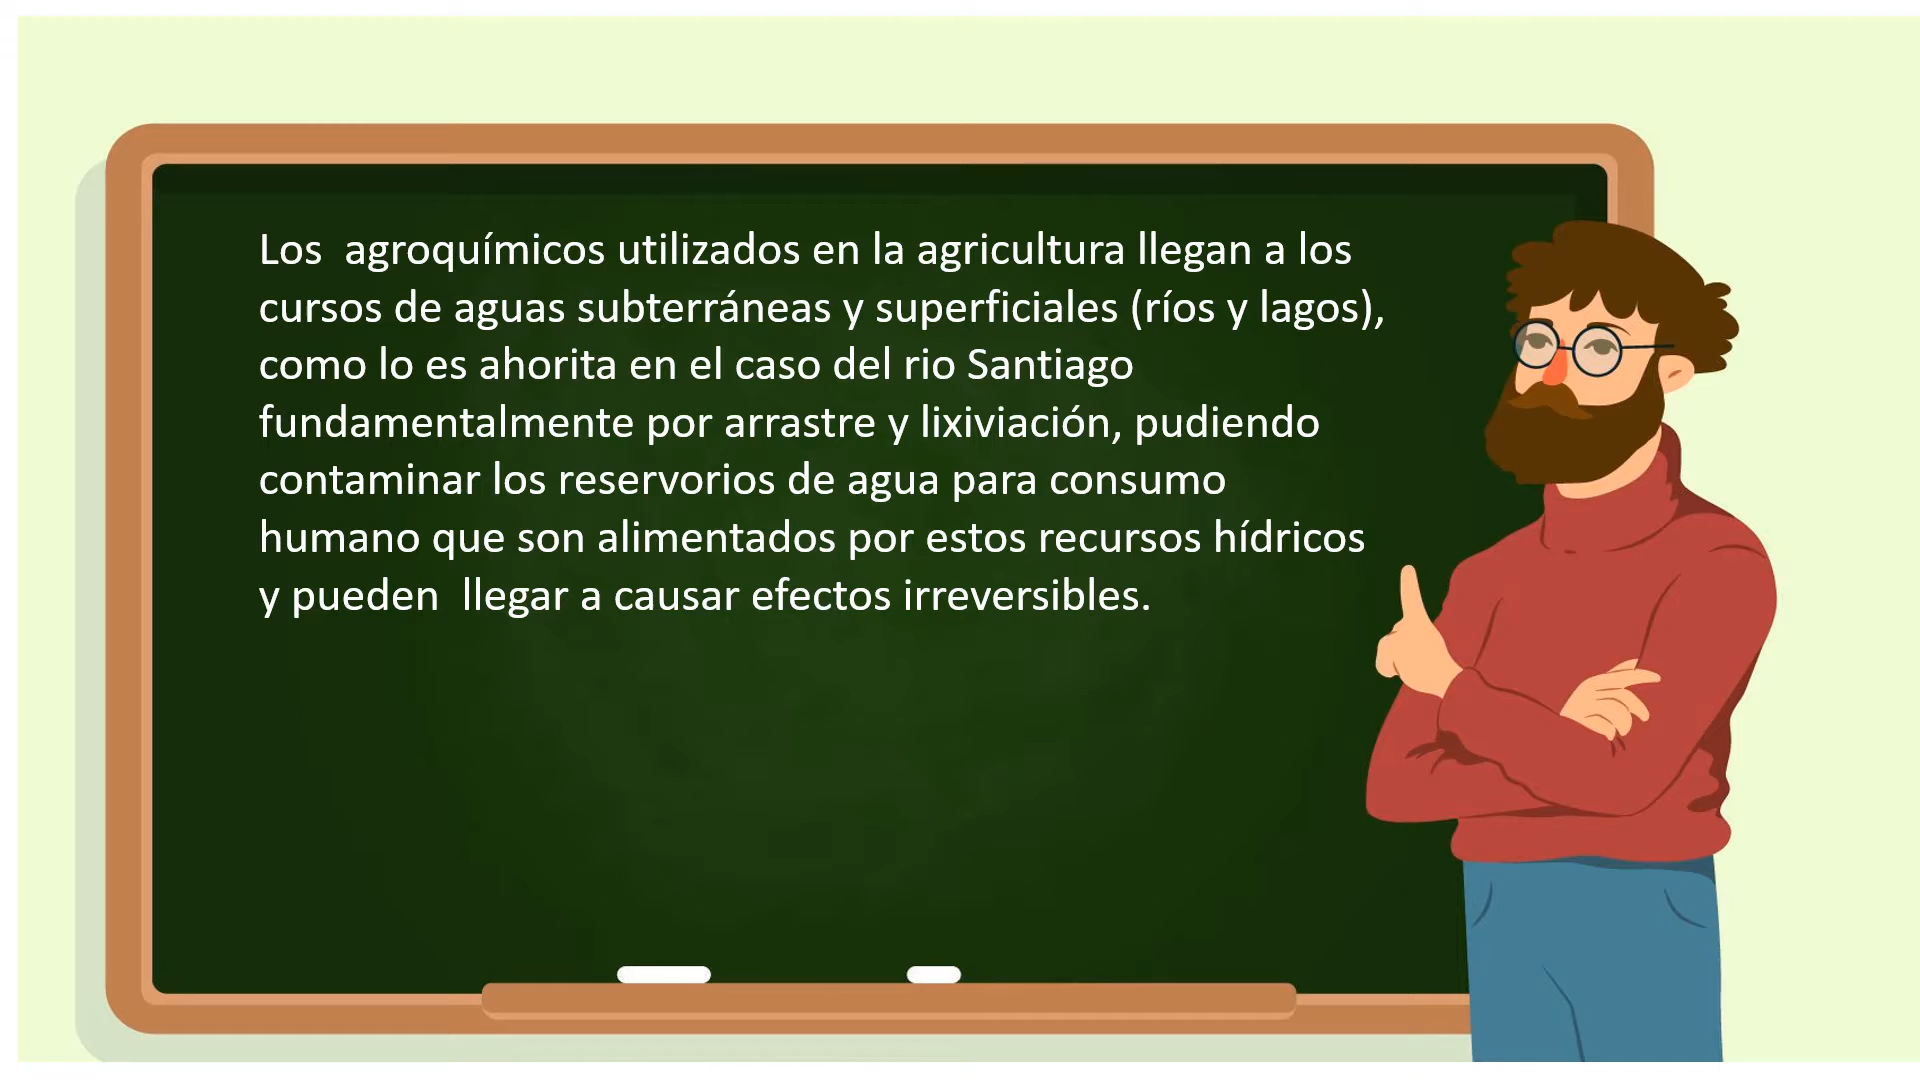 Los  agroquímicos utilizados en la agricultura llegan a los
cursos de aguas subterráneas y superficiales (ríos y lagos),
como lo es ahorita en el caso del rio Santiago
fundamentalmente por arrastre y lixiviación, pudiendo
contaminar los reservorios de agua para consumo
humano que son alimentados por estos recursos hídricos
y pueden  llegar a causar efectos irreversibles.